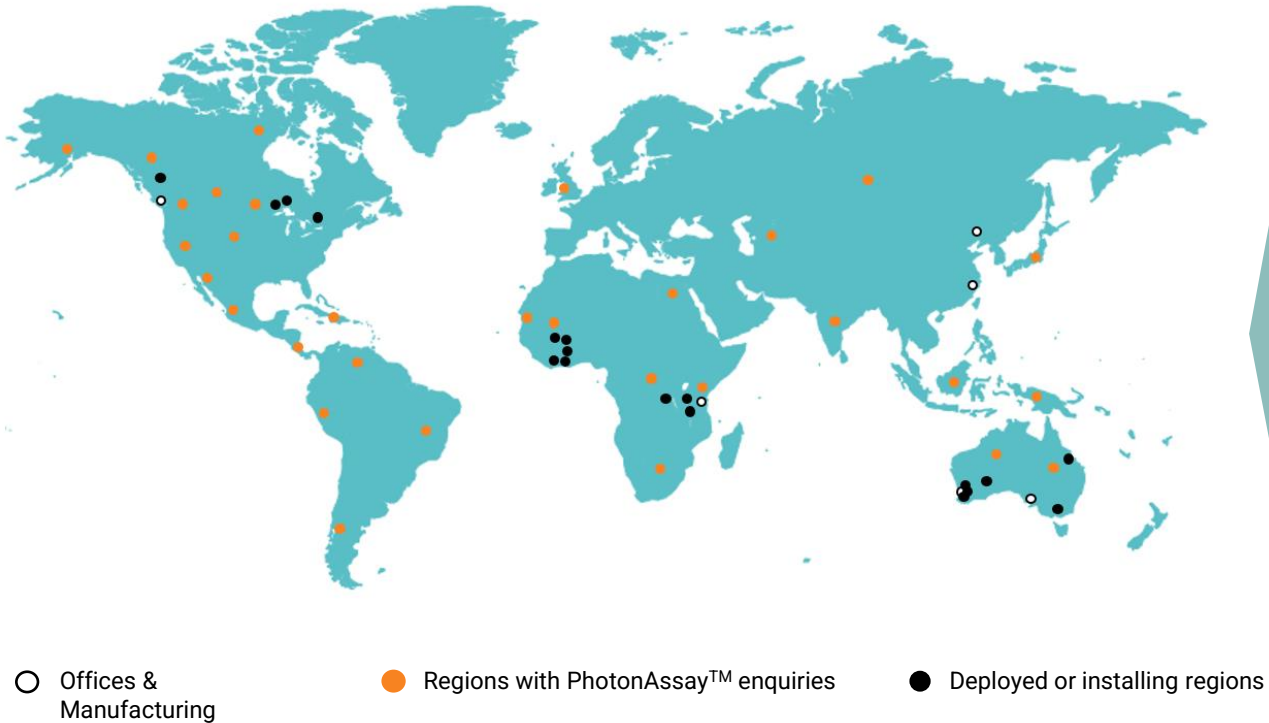 Offices &
Manufacturing
Regions with PhotonAssay™ enquiries
Deployed or installing regions